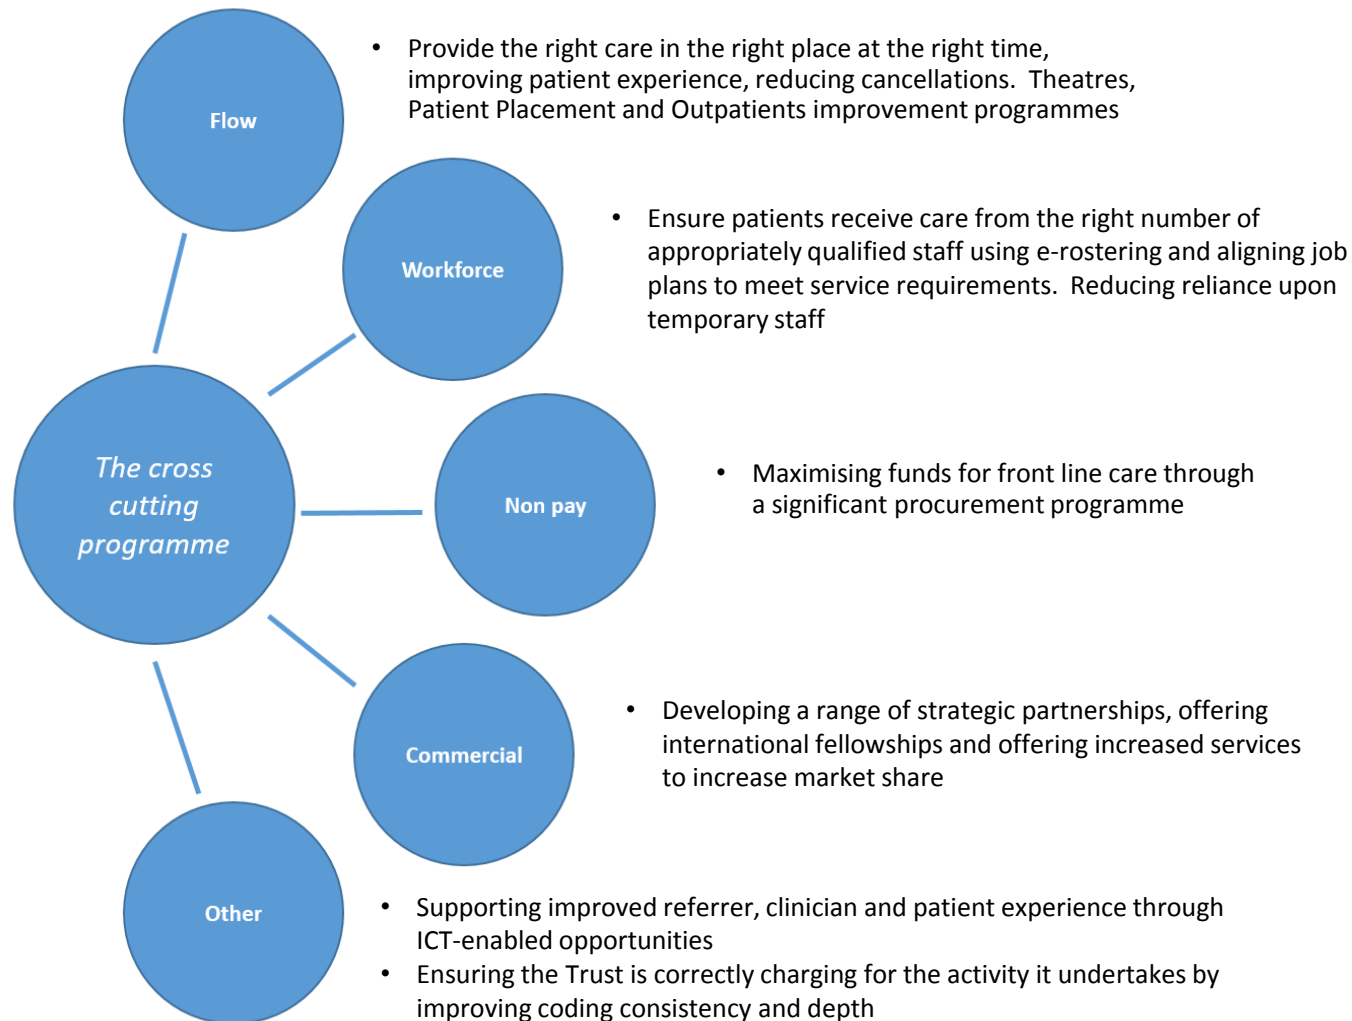 • Provide the right care in the right place at the right time,
improving patient experience, reducing cancellations.  Theatres,
Patient Placement and Outpatients improvement programmes
Flow
• Ensure patients receive care from the right number of
appropriately qualified staff using e-rostering and aligning job
plans to meet service requirements.  Reducing reliance upon
temporary staff
Workforce
The cross
cutting
programme
Non pay
• Maximising funds for front line care through
a significant procurement programme
• Developing a range of strategic partnerships, offering
international fellowships and offering increased services
to increase market share
Commercial
Other
• Supporting improved referrer, clinician and patient experience through
ICT-enabled opportunities
• Ensuring the Trust is correctly charging for the activity it undertakes by
improving coding consistency and depth